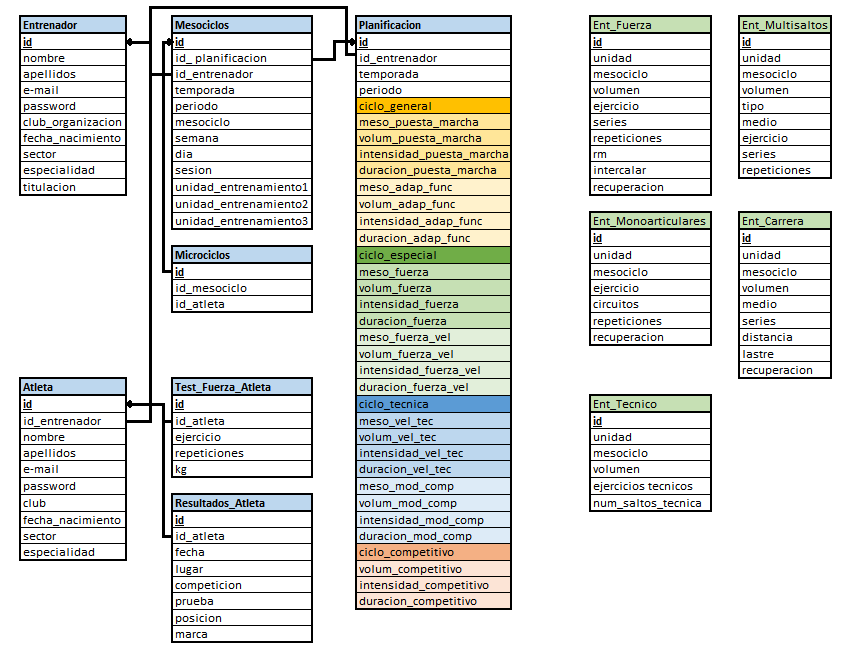 Entrenador
id
nombre
apellidos
e-mail
password
club_organizacion
fecha_nacimiento
sector
especialidad
titulacion
Mesociclos
id
id_ planificacion
id_entrenador
temporada
periodo
mesociclo
semana
dia
sesion
unidad_entrenamiento1
unidad_entrenamiento2
unidad_entrenamiento3
Microciclos
id
id_mesociclo
id_atleta
Atleta
id
id_entrenador
nombre
apellidos
e-mail
password
club
fecha_nacimiento
sector
especialidad
Test_Fuerza_Atleta
id
id_atleta
ejercicio
repeticiones
kg
Resultados_Atleta
id
id_atleta
fecha
lugar
competicion
prueba
posicion
marca
Planificacion
id
id_entrenador
temporada
periodo
ciclo_general
meso_puesta_marcha
volum_puesta_marcha
intensidad_puesta_marcha
duracion_puesta_marcha
meso_adap_func
volum_adap_func
intensidad_adap_func
duracion_adap_func
ciclo_especial
meso_fuerza
volum_fuerza
intensidad_fuerza
duracion_fuerza
meso_fuerza_vel
volum_fuerza_vel
intensidad_fuerza_vel
duracion_fuerza_vel
ciclo_tecnica
meso_vel_tec
volum_vel_tec
intensidad_vel_tec
duracion_vel_tec
meso_mod_comp
volum_mod_comp
intensidad_mod_comp
duracion_mod_comp
ciclo_competitivo
volum_competitivo
intensidad_competitivo
duracion_competitivo
Ent_Fuerza
id
unidad
mesociclo
volumen
ejercicio
series
repeticiones
rm
intercalar
recuperacion
Ent_Multisaltos
id
unidad
mesociclo
volumen
tipo
medio
ejercicio
series
repeticiones
Ent_Monoarticulares
id
unidad
mesociclo
ejercicio
circuitos
repeticiones
recuperacion
Ent_Carrera
id
unidad
mesociclo
volumen
medio
series
distancia
lastre
recuperacion
Ent_Tecnico
id
unidad
mesociclo
volumen
ejercicios tecnicos
num_saltos_tecnica